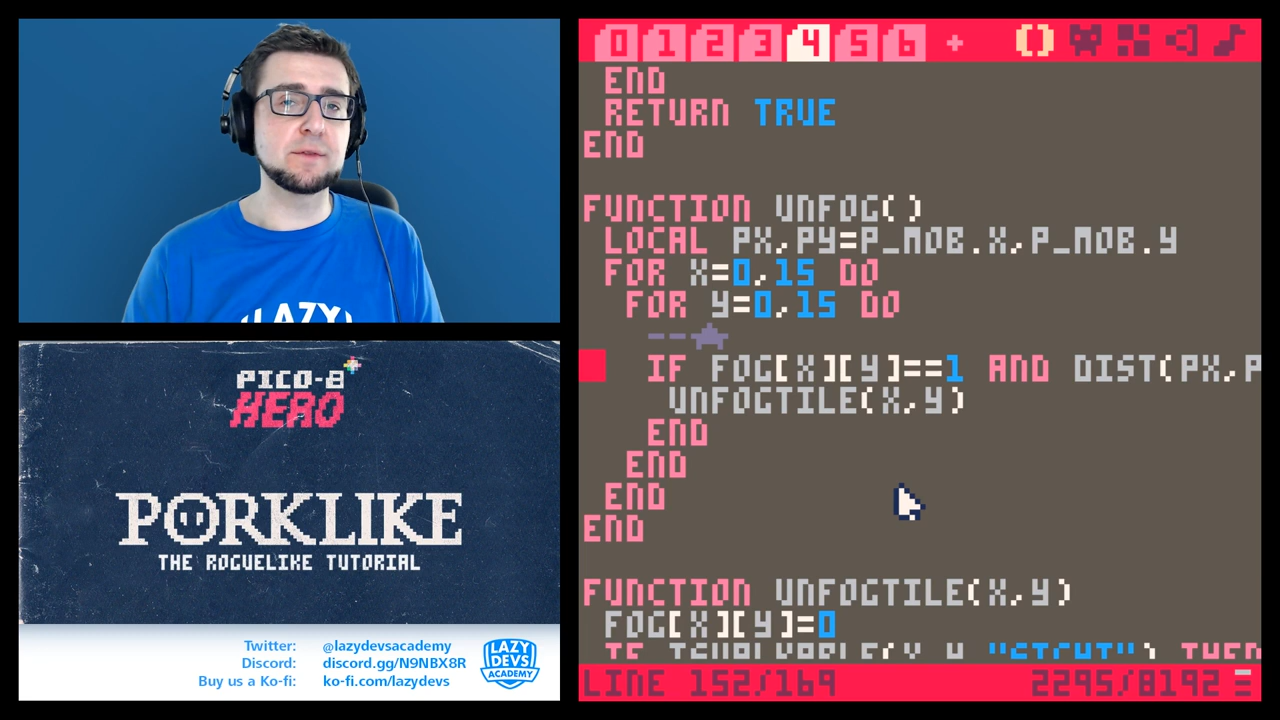 LAZY
PICO-8
HERO
PORKLIKE
THE ROGUELIKE TUTORIAL
Twitter: @lazydevsacademy
Discord: discord.gg/N9NBX8R
Buy us a Ko-fi: ko-fi.com/lazydevs
LAZY
DEVS
ACADEMY
0 1 2 3 4 5 6 +
END
RETURN TRUE
END
FUNCTION UNFOG()
LOCAL PX,PY=P_MOB.X,P_MOB.Y
FOR X=0,15 DO
FOR Y=0,15 DO
--
IF FOG[X][Y]==1 AND DIST(PX,P
UNFOGTILE(X,Y)
END
END
END
END
FUNCTION UNFOGTILE(X,Y)
FOG[X][Y]=0
LINE 152/169
2295/8192